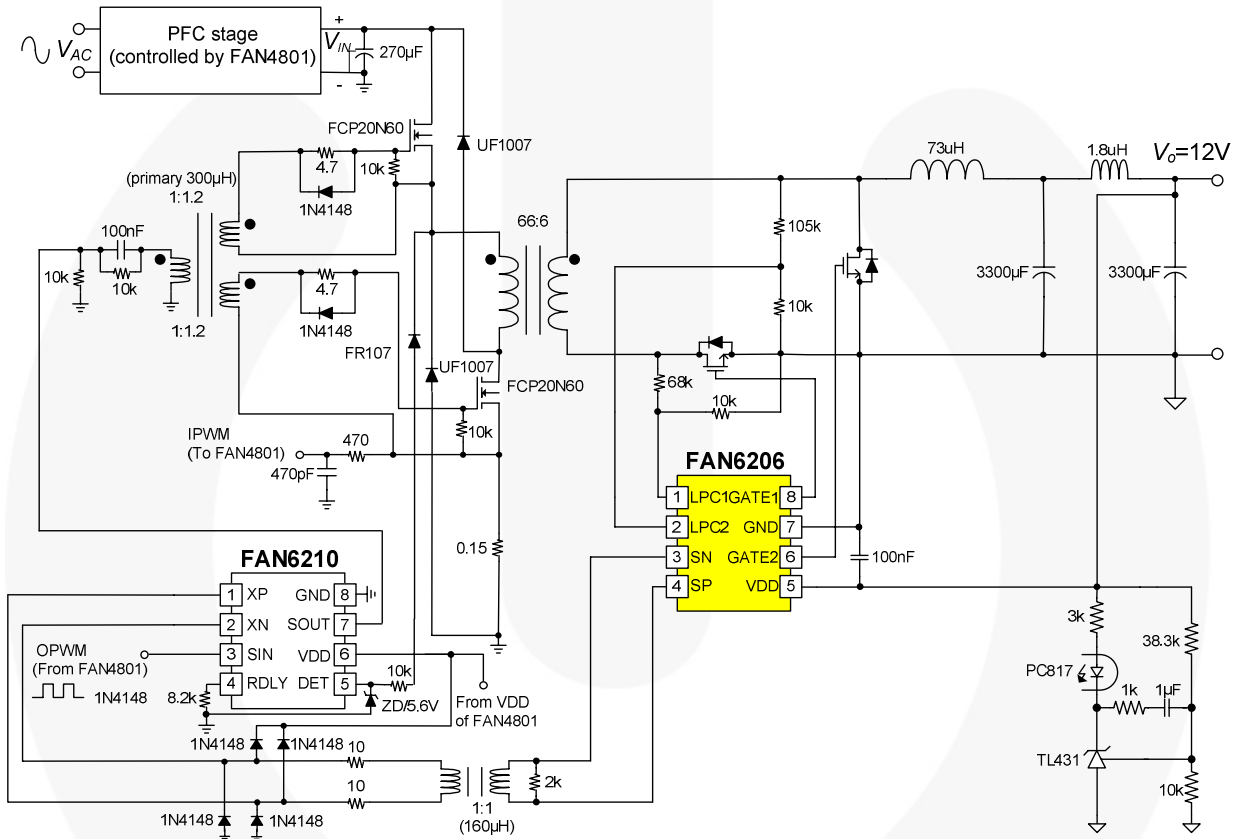 PFC stage
(controlled by FAN4801)
VAC
+
VIN
-
270µF
FCP20N60
UF1007
4.7
10k
1N4148
(primary 300µH)
1:1.2
100nF
10k
10k
4.7
1N4148
1:1.2
66:6
73uH
1.8uH
Vo=12V
105k
10k
3300µF
3300µF
FR107
UF1007
FCP20N60
10k
68k
10k
IPWM
(To FAN4801)
470
470pF
0.15
FAN6206
1 LPC1 GATE1 8
2 LPC2 GND 7
3 SN GATE2 6
4 SP VDD 5
100nF
FAN6210
1 XP GND 8
2 XN SOUT 7
3 SIN VDD 6
4 RDLY DET 5
OPWM
(From FAN4801)
1N4148
8.2k
10k
ZD/5.6V
From VDD
of FAN4801
3k
38.3k
PC817
1k
1µF
TL431
10k
1N4148
1N4148
10
10
2k
1:1
(160µH)
1N4148
1N4148